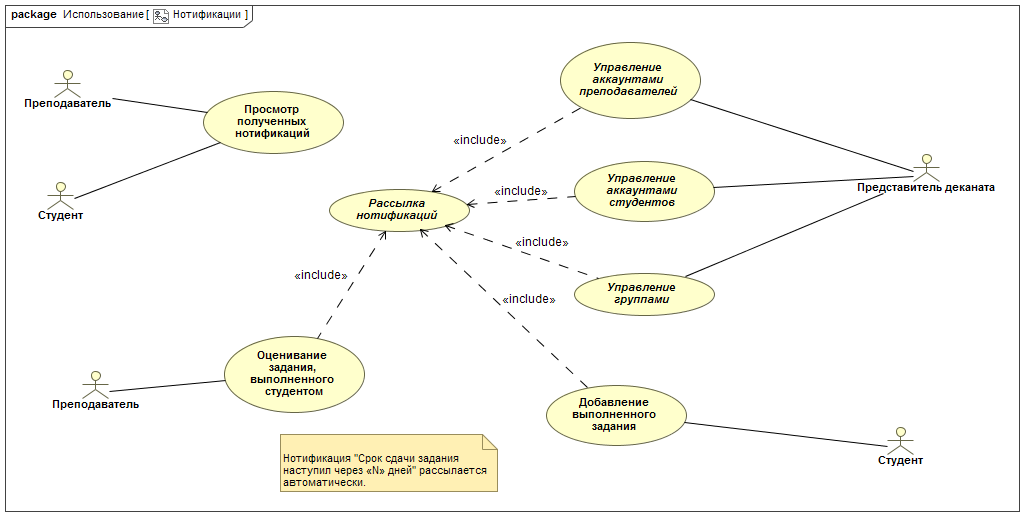 package Использование [ Нотификации ]
Преподаватель
Просмотр
полученных
нотификаций
Студент
Управление
аккаунтами
преподавателей
«include»
Управление
аккаунтами
студентов
«include»
Представитель деканата
Рассылка
нотификаций
«include»
Управление
группами
«include»
«include»
Оценивание
задания,
выполненного
студентом
Преподаватель
Добавление
выполненного
задания
Студент
Нотификация "Срок сдачи задания
наступил через «N» дней" рассылается
автоматически.